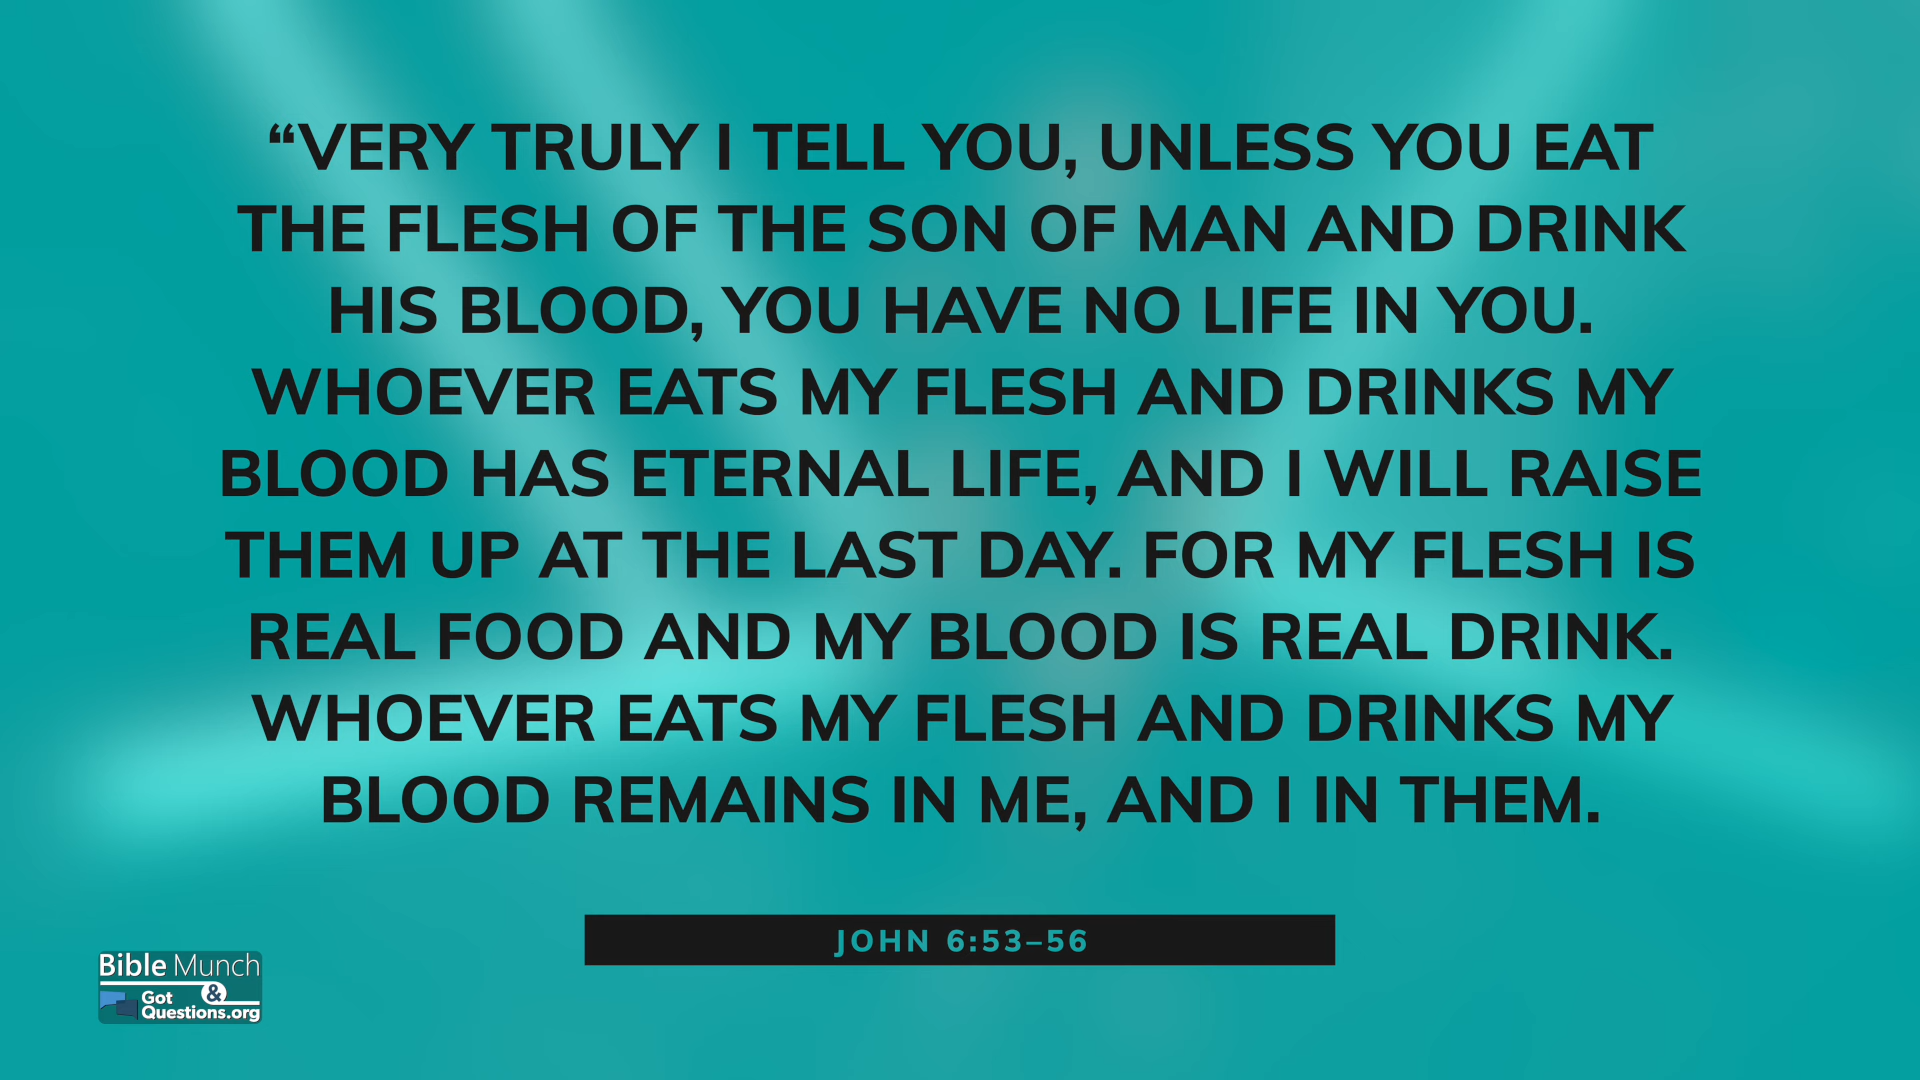 “VERY TRULY I TELL YOU, UNLESS YOU EAT
THE FLESH OF THE SON OF MAN AND DRINK
HIS BLOOD, YOU HAVE NO LIFE IN YOU.
WHOEVER EATS MY FLESH AND DRINKS MY
BLOOD HAS ETERNAL LIFE, AND I WILL RAISE
THEM UP AT THE LAST DAY. FOR MY FLESH IS
REAL FOOD AND MY BLOOD IS REAL DRINK.
WHOEVER EATS MY FLESH AND DRINKS MY
BLOOD REMAINS IN ME, AND I IN THEM.
JOHN 6:53–56
Bible Munch
&
Got
Questions.org